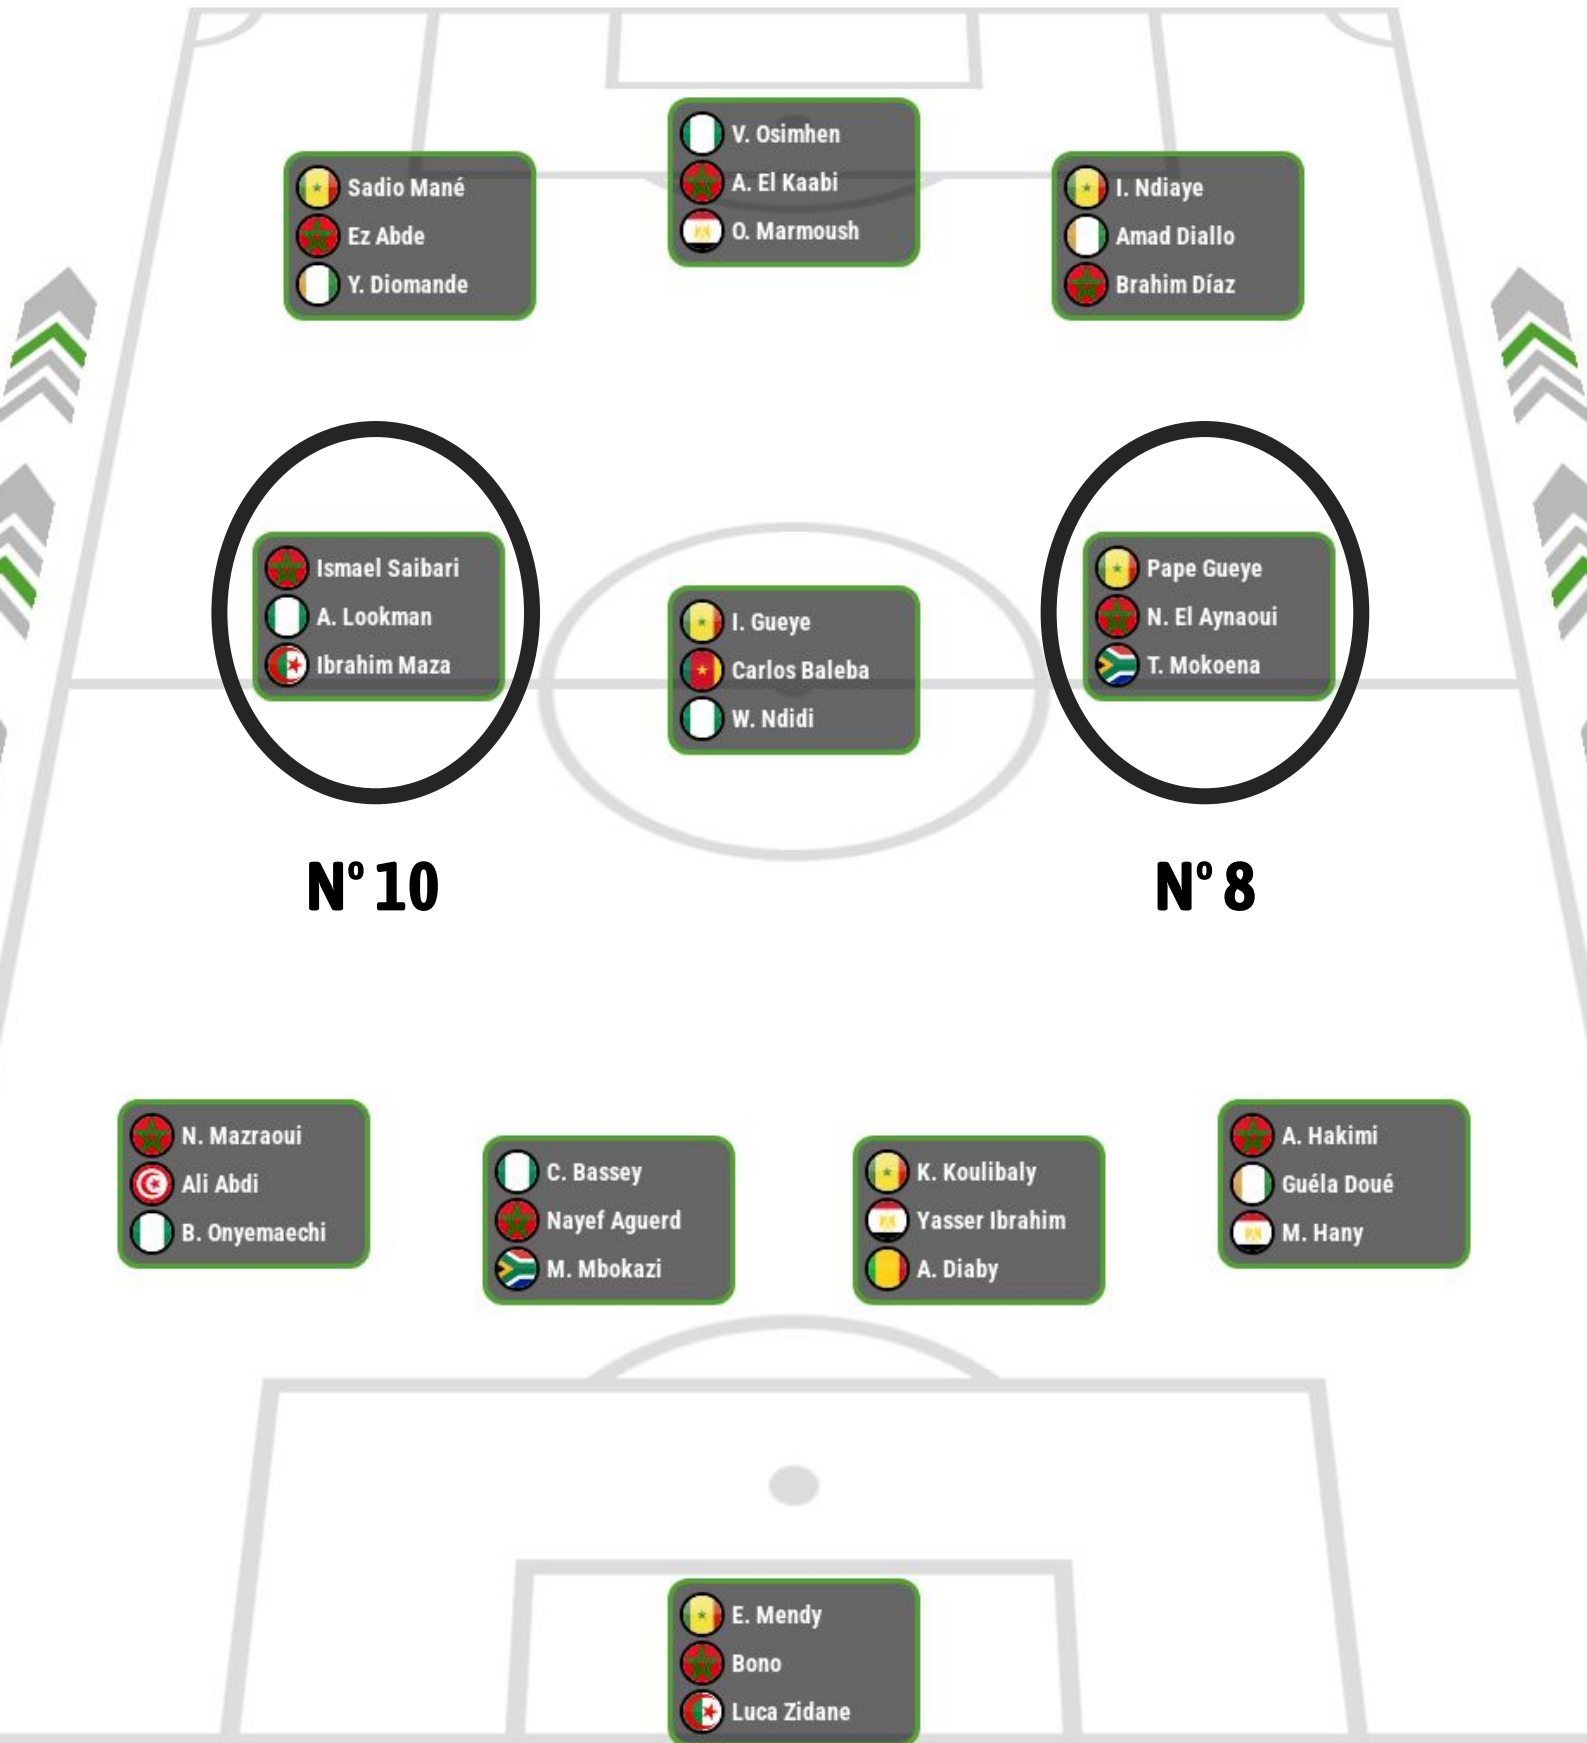 V. Osimhen
A. El Kaabi
O. Marmoush
Sadio Mané
Ez Abde
Y. Diomande
I. Ndiaye
Amad Diallo
Brahim Díaz
Ismael Saibari
A. Lookman
Ibrahim Maza
I. Gueye
Carlos Baleba
W. Ndidi
Pape Gueye
N. El Aynaoui
T. Mokoena
Nº 10
Nº 8
N. Mazraoui
Ali Abdi
B. Onyemaechi
C. Bassey
Nayef Aguerd
M. Mbokazi
K. Koulibaly
Yasser Ibrahim
A. Diaby
A. Hakimi
Guéla Doué
M. Hany
E. Mendy
Bono
Luca Zidane